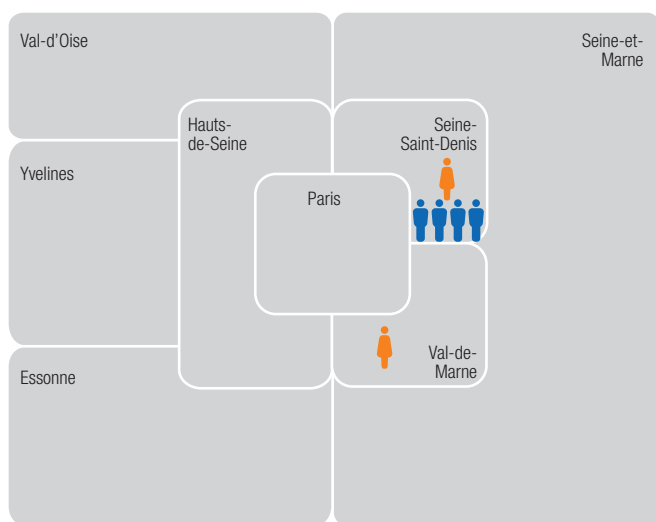 Val-d’Oise
Seine-et-
Marne
Hauts-
de-Seine
Seine-
Saint-Denis
Yvelines
Paris
Val-de-
Marne
Essonne